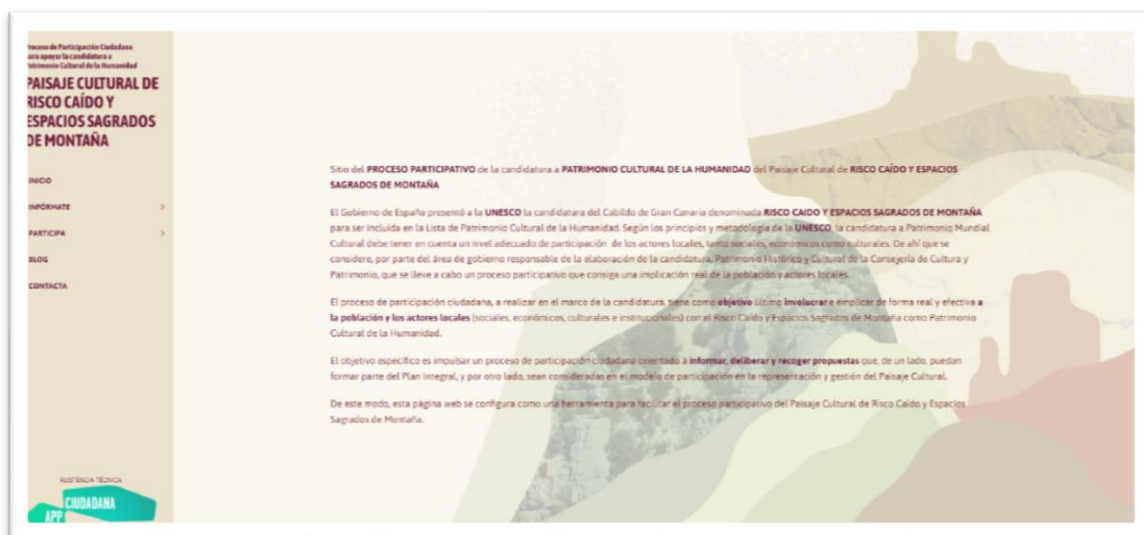 Proceso de Participación Ciudadana
para apoyar la candidatura a
Patrimonio Cultural de la Humanidad
PAISAJE CULTURAL DE
RISCO CAÍDO Y
ESPACIOS SAGRADOS
DE MONTAÑA
INICIO
INFÓRMATE
PARTICIPA
BLOG
CONTACTA
ASISTENCIA TÉCNICA
CIUDADANA
APP
Sitio del PROCESO PARTICIPATIVO de la candidatura a PATRIMONIO CULTURAL DE LA HUMANIDAD del Paisaje Cultural de RISCO CAÍDO Y ESPACIOS
SAGRADOS DE MONTAÑA
El Gobierno de España presentó a la UNESCO la candidatura del Cabildo de Gran Canaria denominada RISCO CAIDO Y ESPACIOS SAGRADOS DE MONTAÑA
para ser incluida en la Lista de Patrimonio Cultural de la Humanidad. Según los principios y metodología de la UNESCO, la candidatura a Patrimonio Mundial
Cultural debe tener en cuenta un nivel adecuado de participación de los actores locales, tanto sociales, económicos como culturales. De ahí que se
considere, por parte del área de gobierno responsable de la elaboración de la candidatura, Patrimonio Histórico y Cultural de la Consejería de Cultura y
Patrimonio, que se lleve a cabo un proceso participativo que consiga una implicación real de la población y actores locales.
El proceso de participación ciudadana, a realizar en el marco de la candidatura, tiene como objetivo último involucrar e emplicar de forma real y efectiva a
la población y los actores locales (sociales, económicos, culturales e institucionales) con el Risco Caído y Espacios Sagrados de Montaña como Patrimonio
Cultural de la Humanidad.
El objetivo específico es impulsar un proceso de participación ciudadana orientado a informar, deliberar y recoger propuestas que, de un lado, puedan
formar parte del Plan Integral, y por otro lado, sean consideradas en el modelo de participación en la representación y gestión del Paisaje Cultural.
De este modo, esta página web se configura como una herramienta para facilitar el proceso participativo del Paisaje Cultural de Risco Caído y Espacios
Sagrados de Montaña.